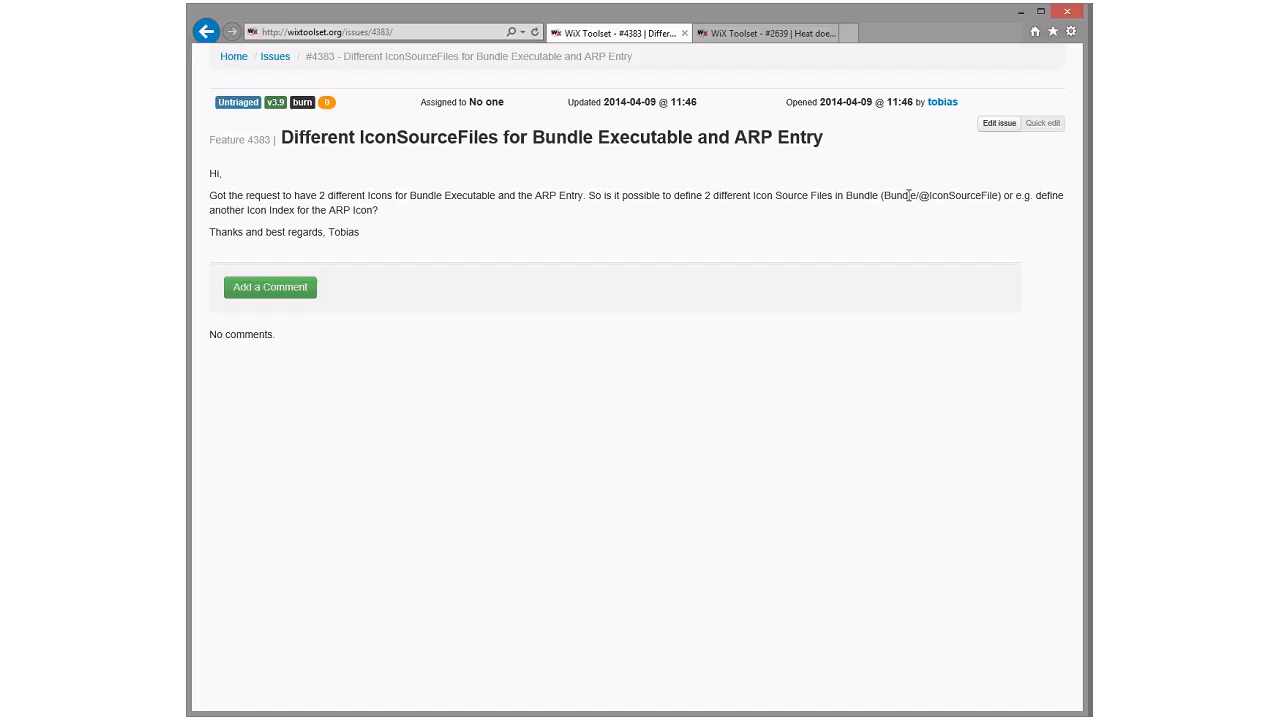 http://wixtoolset.org/issues/4383/
WiX Toolset - #4383 | Differ...
WiX Toolset - #2639 | Heat doe...
Home / Issues / #4383 - Different IconSourceFiles for Bundle Executable and ARP Entry
Untriaged v3.9 burn 0 Assigned to No one Updated 2014-04-09 @ 11:46 Opened 2014-04-09 @ 11:46 by tobias
Edit issue Quick edit
Feature 4383 | Different IconSourceFiles for Bundle Executable and ARP Entry
Hi,
Got the request to have 2 different Icons for Bundle Executable and the ARP Entry. So is it possible to define 2 different Icon Source Files in Bundle (Bundle/@IconSourceFile) or e.g. define
another Icon Index for the ARP Icon?
Thanks and best regards, Tobias
Add a Comment
No comments.